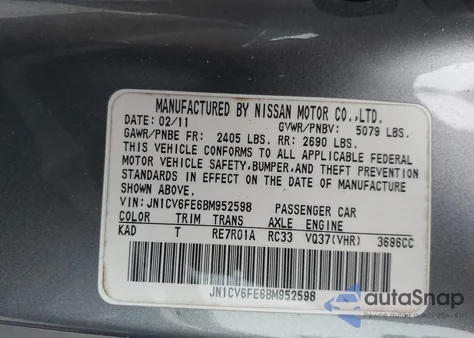 MANUFACTURED BY NISSAN MOTOR CO.,LTD.
DATE: 02/11 GVWR/PNBV: 5079 LBS.
GAWR/PNBE FR: 2405 LBS. RR: 2690 LBS.
THIS VEHICLE CONFORMS TO ALL APPLICABLE FEDERAL
MOTOR VEHICLE SAFETY, BUMPER, AND THEFT PREVENTION
STANDARDS IN EFFECT ON THE DATE OF MANUFACTURE
SHOWN ABOVE.
VIN: JN1CV6FE6BM952598 PASSENGER CAR
COLOR TRIM TRANS AXLE ENGINE
KAD T RE7R01A RC33 VQ37(VHR) 3696CC
JN1CV6FE6BM952598
autoSnap